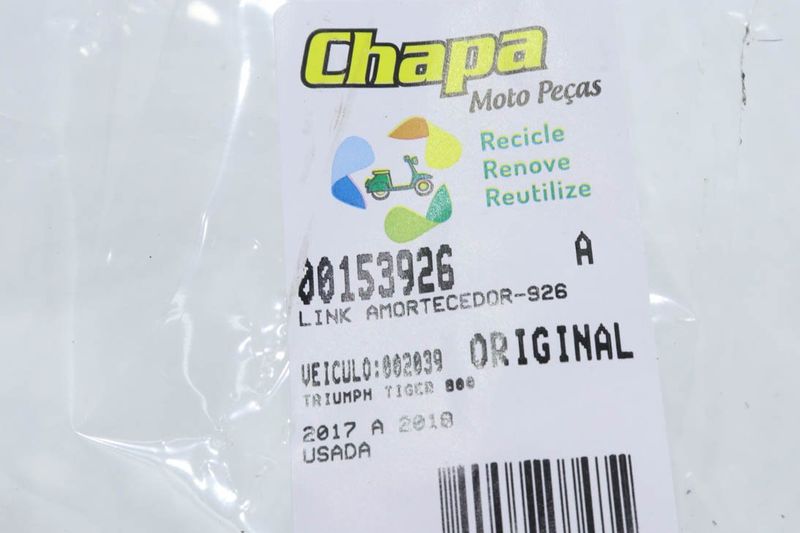 Chapa
Moto Peças
Recicle
Renove
Reutilize
00153926 A
LINK AMORTECEDOR-926
VEICULO:002039 ORIGINAL
TRIUMPH TIGER 800
2017 A 2018
USADA